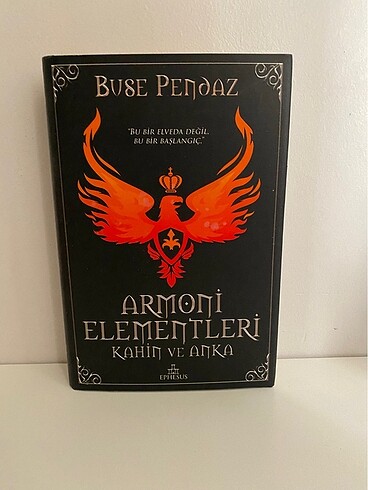 BUSE PENDAZ
"BU BİR ELVEDA DEĞİL,
BU BİR BAŞLANGIÇ."
ARMONİ
ELEMENTLERİ
KAHİN VE ANKA
EPHESUS